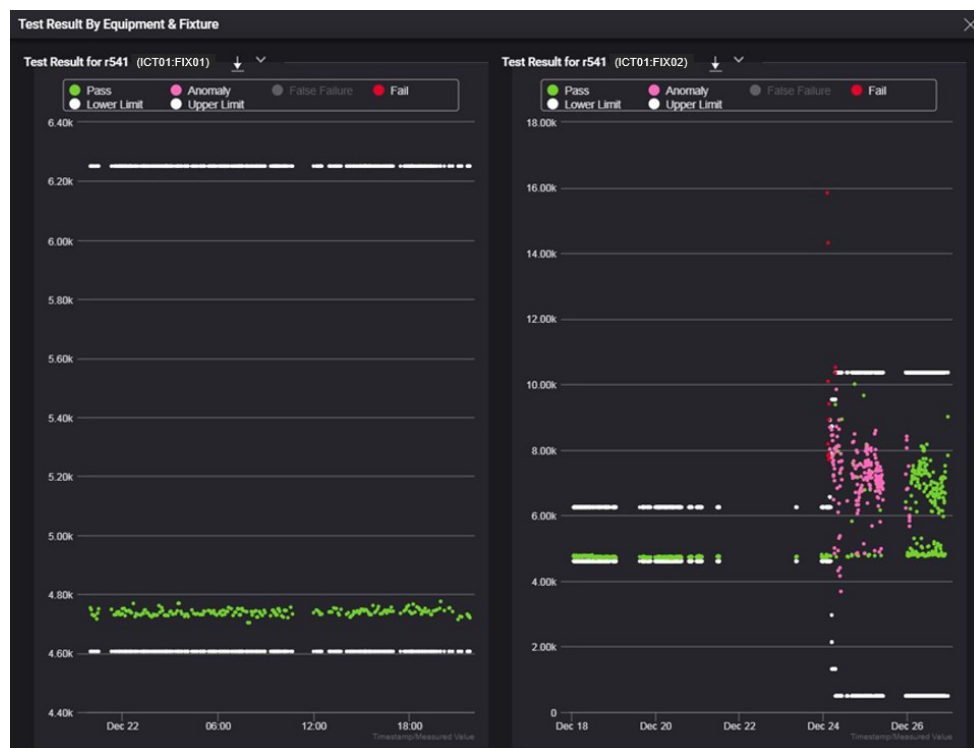 Test Result By Equipment & Fixture
Test Result for r541 (ICT01:FIX01)
Pass Anomaly False Failure Fail
Lower Limit Upper Limit
6.40k
6.20k
6.00k
5.80k
5.60k
5.40k
5.20k
5.00k
4.80k
4.60k
4.40k
Dec 22 06:00 12:00 18:00
Timestamp/Measured Value
Test Result for r541 (ICT01:FIX02)
Pass Anomaly False Failure Fail
Lower Limit Upper Limit
18.00k
16.00k
14.00k
12.00k
10.00k
8.00k
6.00k
4.00k
2.00k
0
Dec 18 Dec 20 Dec 22 Dec 24 Dec 26
Timestamp/Measured Value